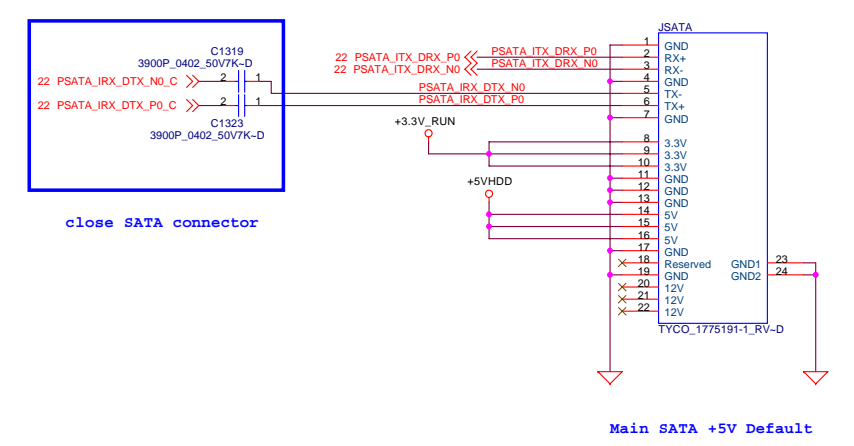 JSATA
C1319
3900P_0402_50V7K~D
22 PSATA_IRX_DTX_N0_C
2
1
22 PSATA_IRX_DTX_P0_C
2
1
C1323
3900P_0402_50V7K~D
close SATA connector
22 PSATA_ITX_DRX_P0
PSATA_ITX_DRX_P0
22 PSATA_ITX_DRX_N0
PSATA_ITX_DRX_N0
PSATA_IRX_DTX_N0
PSATA_IRX_DTX_P0
+3.3V_RUN
+5VHDD
1 GND
2 RX+
3 RX-
4 GND
5 TX-
6 TX+
7 GND
8 3.3V
9 3.3V
10 3.3V
11 GND
12 GND
13 GND
14 5V
15 5V
16 5V
17 GND
18 Reserved
19 GND
20 12V
21 12V
22 12V
GND1 23
GND2 24
TYCO_1775191-1_RV~D
Main SATA +5V Default